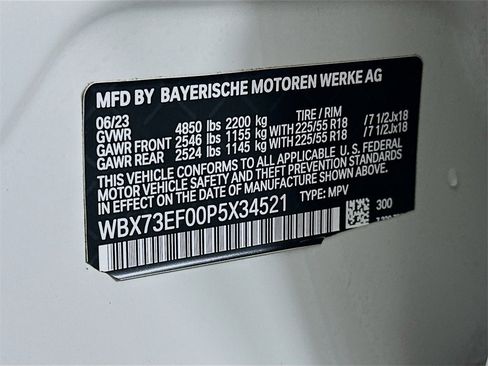 MFD BY BAYERISCHE MOTOREN WERKE AG
06/23 TIRE / RIM
GVWR 4850 lbs 2200 kg
GAWR FRONT 2546 lbs 1155 kg W 225/55 R18 /7 1/2Jx18
GAWR REAR 2524 lbs 1145 kg W 225/55 R18 /7 1/2Jx18
THIS VEHICLE CONFORMS TO ALL APPLICABLE U. S. FEDERAL
MOTOR VEHICLE SAFETY AND THEFT PREVENTION STANDARDS
IN EFFECT ON THE DATE OF MANUFACTURE SHOWN ABOVE.
WBX73EF00P5X34521 TYPE: MPV
300